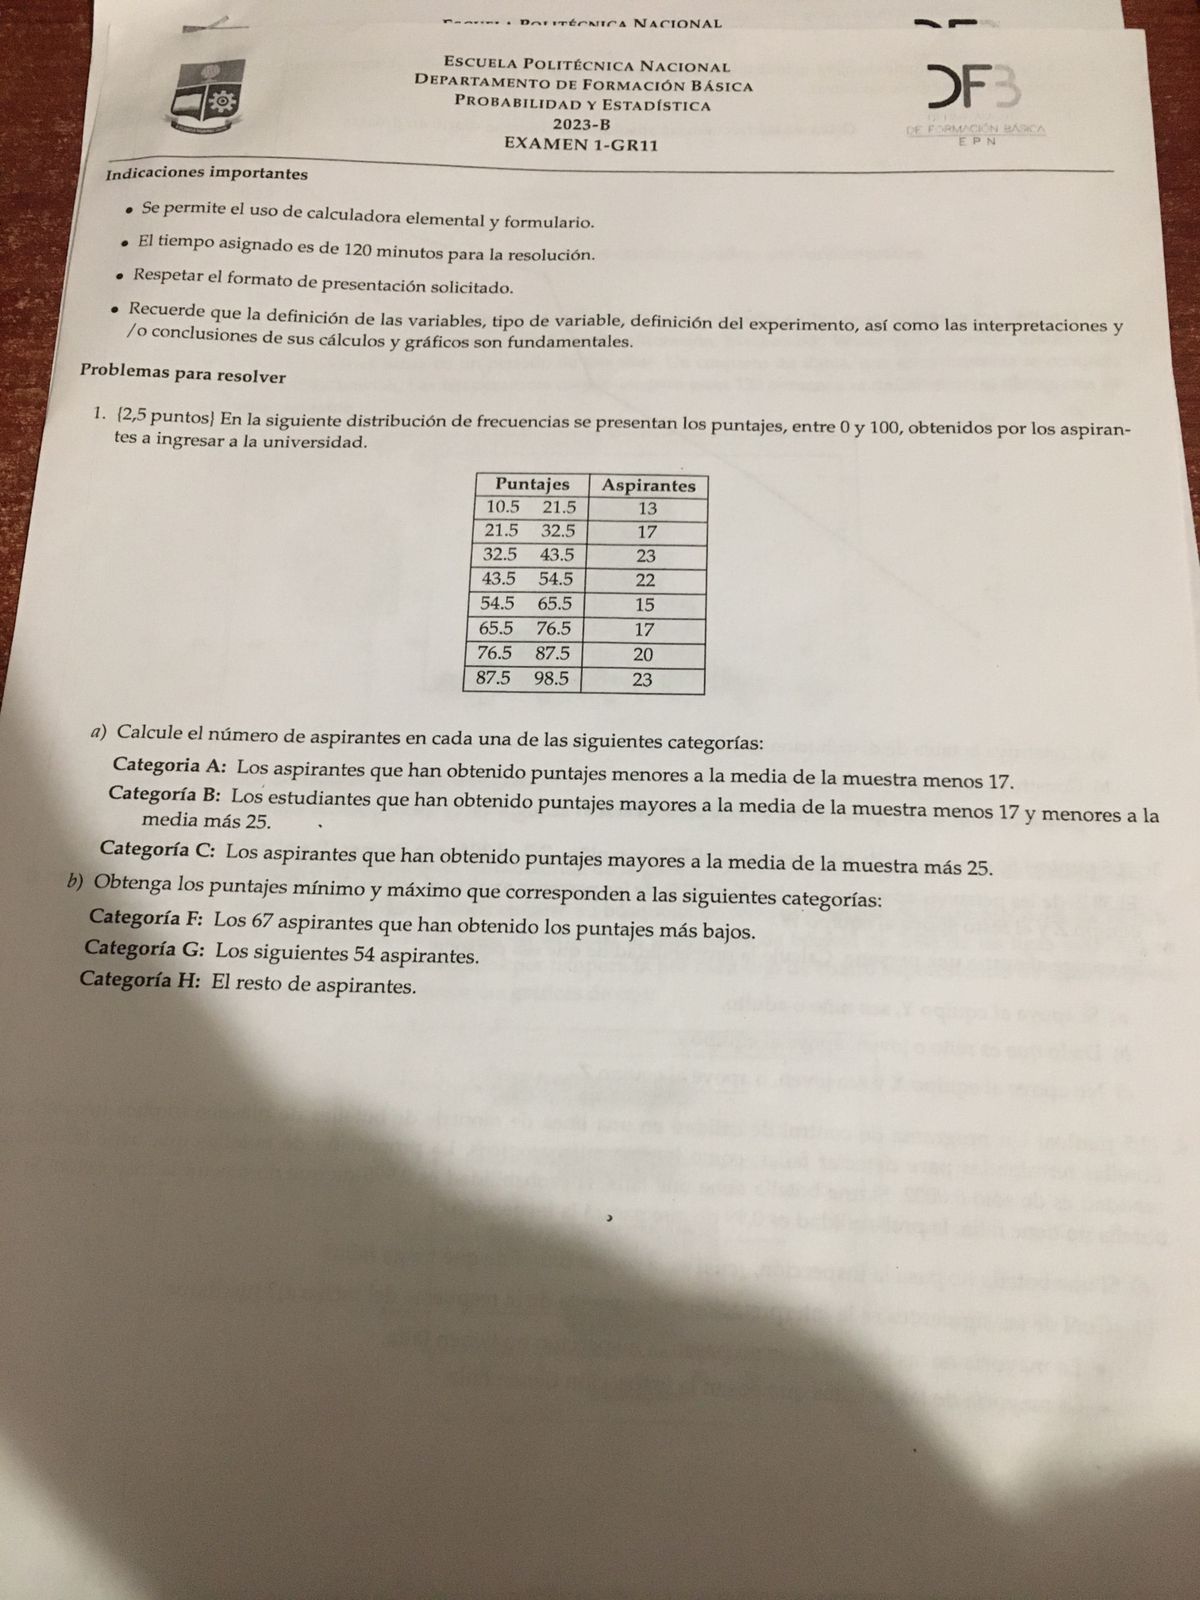 POLITÉCNICA NACIONAL
ESCUELA POLITÉCNICA NACIONAL
DEPARTAMENTO DE FORMACIÓN BÁSICA
PROBABILIDAD Y ESTADÍSTICA
2023-B
EXAMEN 1-GR11
DFB
DE FORMACIÓN BÁSICA
EPN
Indicaciones importantes
• Se permite el uso de calculadora elemental y formulario.
• El tiempo asignado es de 120 minutos para la resolución.
• Respetar el formato de presentación solicitado.
• Recuerde que la definición de las variables, tipo de variable, definición del experimento, así como las interpretaciones y
/o conclusiones de sus cálculos y gráficos son fundamentales.
Problemas para resolver
1. {2,5 puntos} En la siguiente distribución de frecuencias se presentan los puntajes, entre 0 y 100, obtenidos por los aspiran-
tes a ingresar a la universidad.
Puntajes Aspirantes
10.5 21.5 13
21.5 32.5 17
32.5 43.5 23
43.5 54.5 22
54.5 65.5 15
65.5 76.5 17
76.5 87.5 20
87.5 98.5 23
a) Calcule el número de aspirantes en cada una de las siguientes categorías:
Categoria A: Los aspirantes que han obtenido puntajes menores a la media de la muestra menos 17.
Categoría B: Los estudiantes que han obtenido puntajes mayores a la media de la muestra menos 17 y menores a la
media más 25.
Categoría C: Los aspirantes que han obtenido puntajes mayores a la media de la muestra más 25.
b) Obtenga los puntajes mínimo y máximo que corresponden a las siguientes categorías:
Categoría F: Los 67 aspirantes que han obtenido los puntajes más bajos.
Categoría G: Los siguientes 54 aspirantes.
Categoría H: El resto de aspirantes.